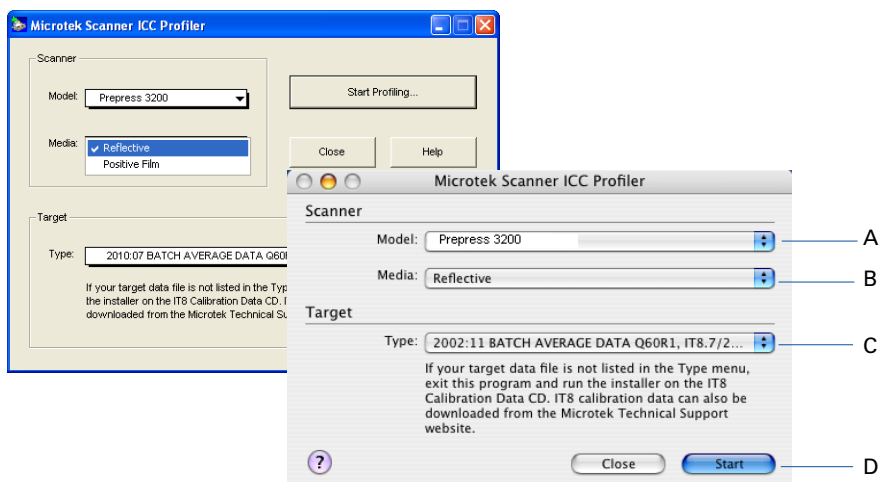 Microtek Scanner ICC Profiler
Scanner
Model:
Prepress 3200
Start Profiling...
Media:
Reflective
Positive Film
Close
Help
Target
Type:
2010:07 BATCH AVERAGE DATA Q60
If your target data file is not listed in the Typ
the installer on the IT8 Calibration Data CD.
downloaded from the Microtek Technical Su
Microtek Scanner ICC Profiler
Scanner
Model:
Prepress 3200
A
Media:
Reflective
B
Target
Type:
2002:11 BATCH AVERAGE DATA Q60R1, IT8.7/2...
C
If your target data file is not listed in the Type menu,
exit this program and run the installer on the IT8
Calibration Data CD. IT8 calibration data can also be
downloaded from the Microtek Technical Support
website.
?
Close
Start
D